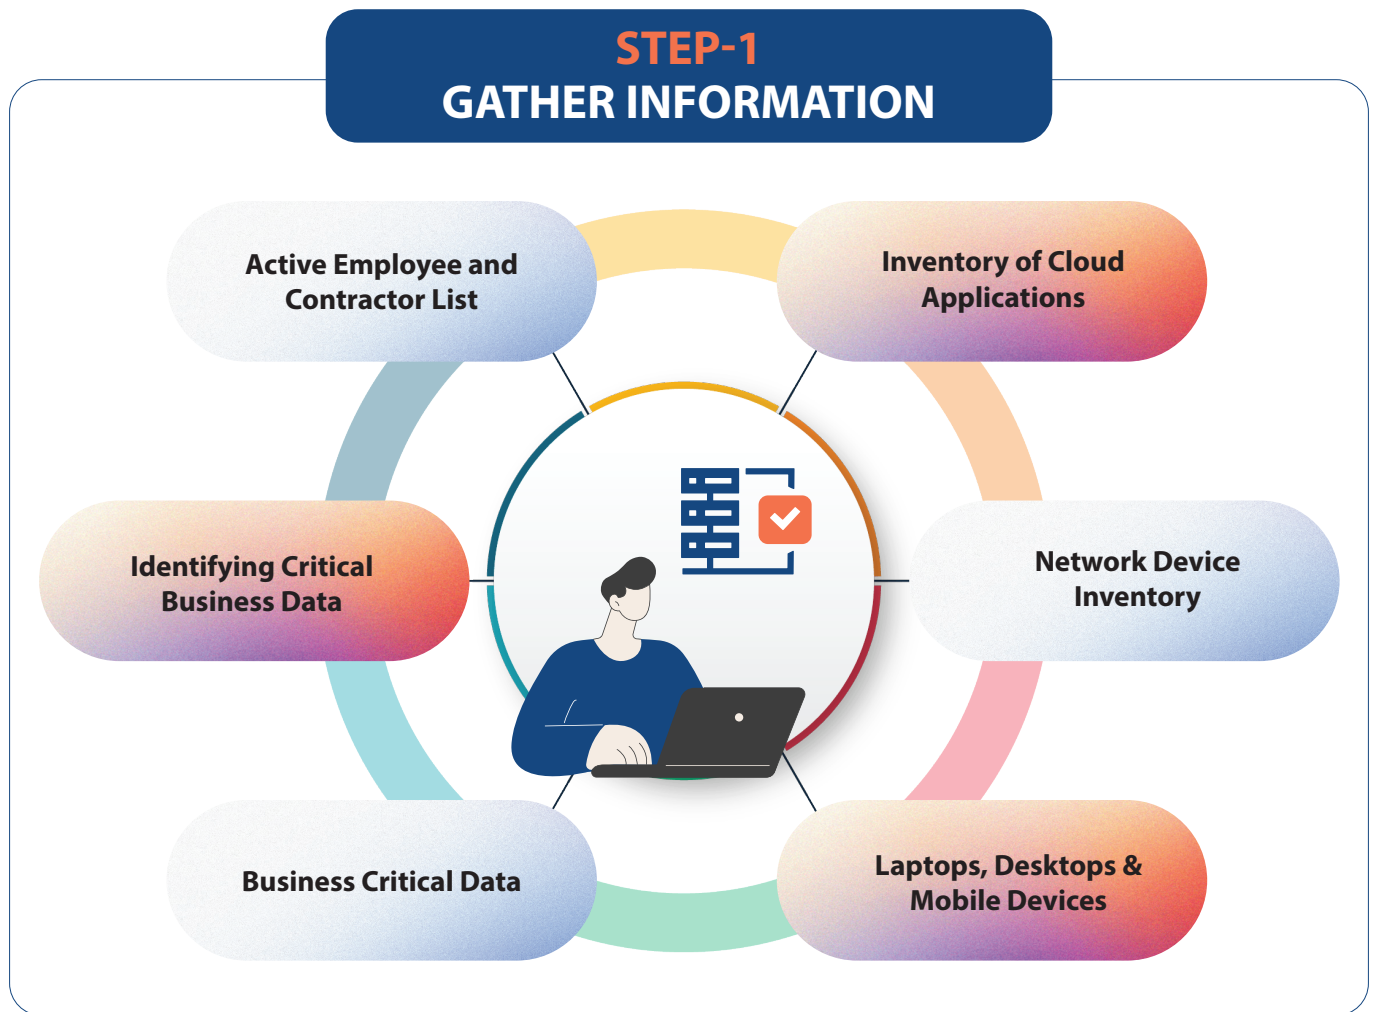 STEP-1
GATHER INFORMATION
Active Employee and
Contractor List
Inventory of Cloud
Applications
Identifying Critical
Business Data
Network Device
Inventory
Business Critical Data
Laptops, Desktops &
Mobile Devices